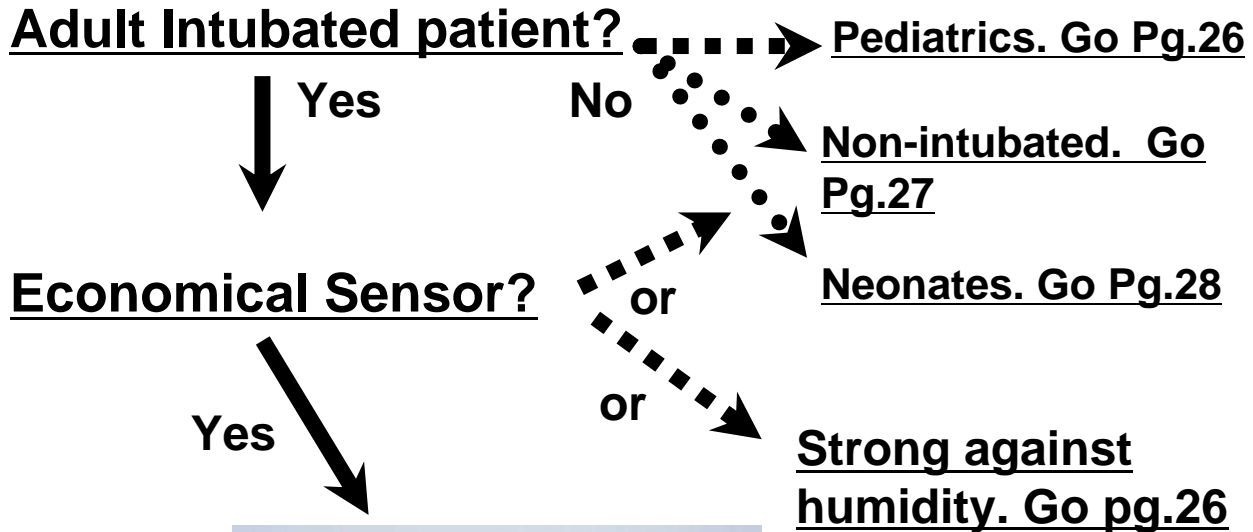 Adult Intubated patient?
Pediatrics. Go Pg.26
Yes
No
Non-intubated. Go
Pg.27
Economical Sensor?
or
Neonates. Go Pg.28
or
Yes
Strong against
humidity. Go pg.26